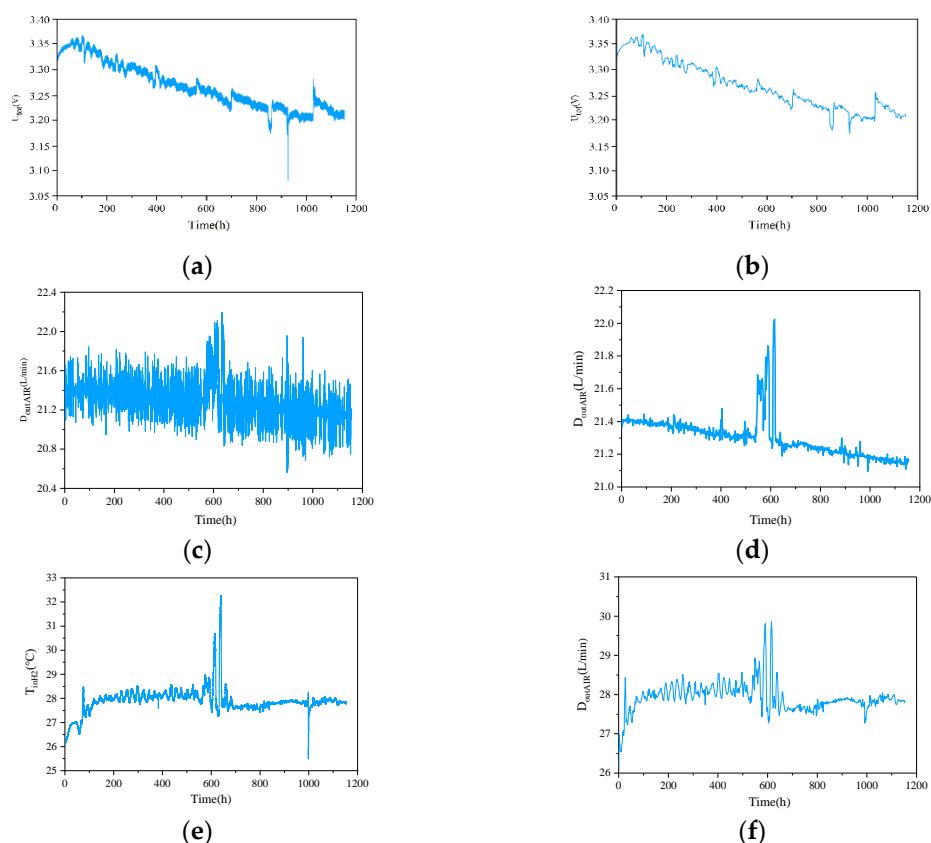 3.40
3.35
3.30
3.25
3.20
3.15
3.10
3.05
U_tot(V)
0 200 400 600 800 1000 1200
Time(h)
(a)
3.40
3.35
3.30
3.25
3.20
3.15
3.10
3.05
U_tot(V)
0 200 400 600 800 1000 1200
Time(h)
(b)
22.4
22.0
21.6
21.2
20.8
20.4
D_outAIR(L/min)
0 200 400 600 800 1000 1200
Time(h)
(c)
22.2
22.0
21.8
21.6
21.4
21.2
21.0
D_outAIR(L/min)
0 200 400 600 800 1000 1200
Time(h)
(d)
33
32
31
30
29
28
27
26
25
T_inH2(℃)
0 200 400 600 800 1000 1200
Time(h)
(e)
31
30
29
28
27
26
D_outAIR(L/min)
0 200 400 600 800 1000 1200
Time(h)
(f)